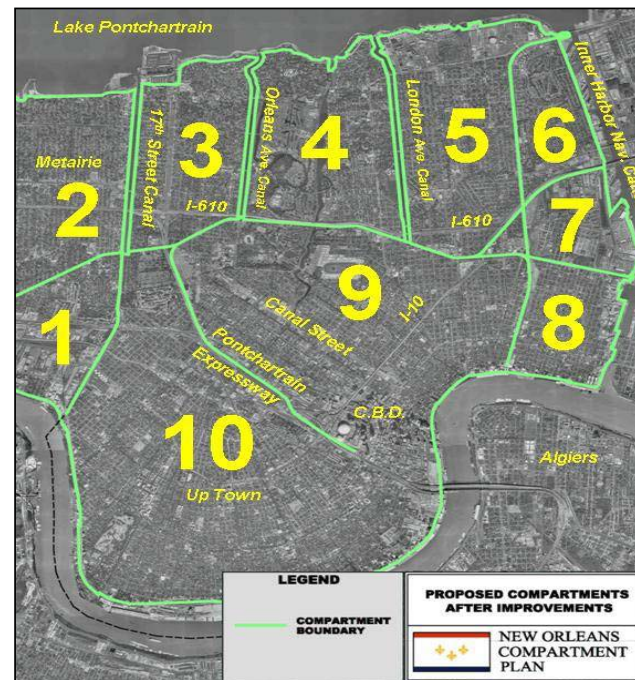 Lake Pontchartrain
Inner Harbor Nav. Canal
Orleans Ave. Canal
London Ave. Canal
17th Street Canal
3
4
5
6
Metairie
2
I-610
I-610
7
9
8
1
Canal Street
I-10
Pontchartrain
Expressway
C.B.D.
10
Algiers
Up Town
LEGEND
COMPARTMENT
BOUNDARY
PROPOSED COMPARTMENTS
AFTER IMPROVEMENTS
NEW ORLEANS
COMPARTMENT
PLAN